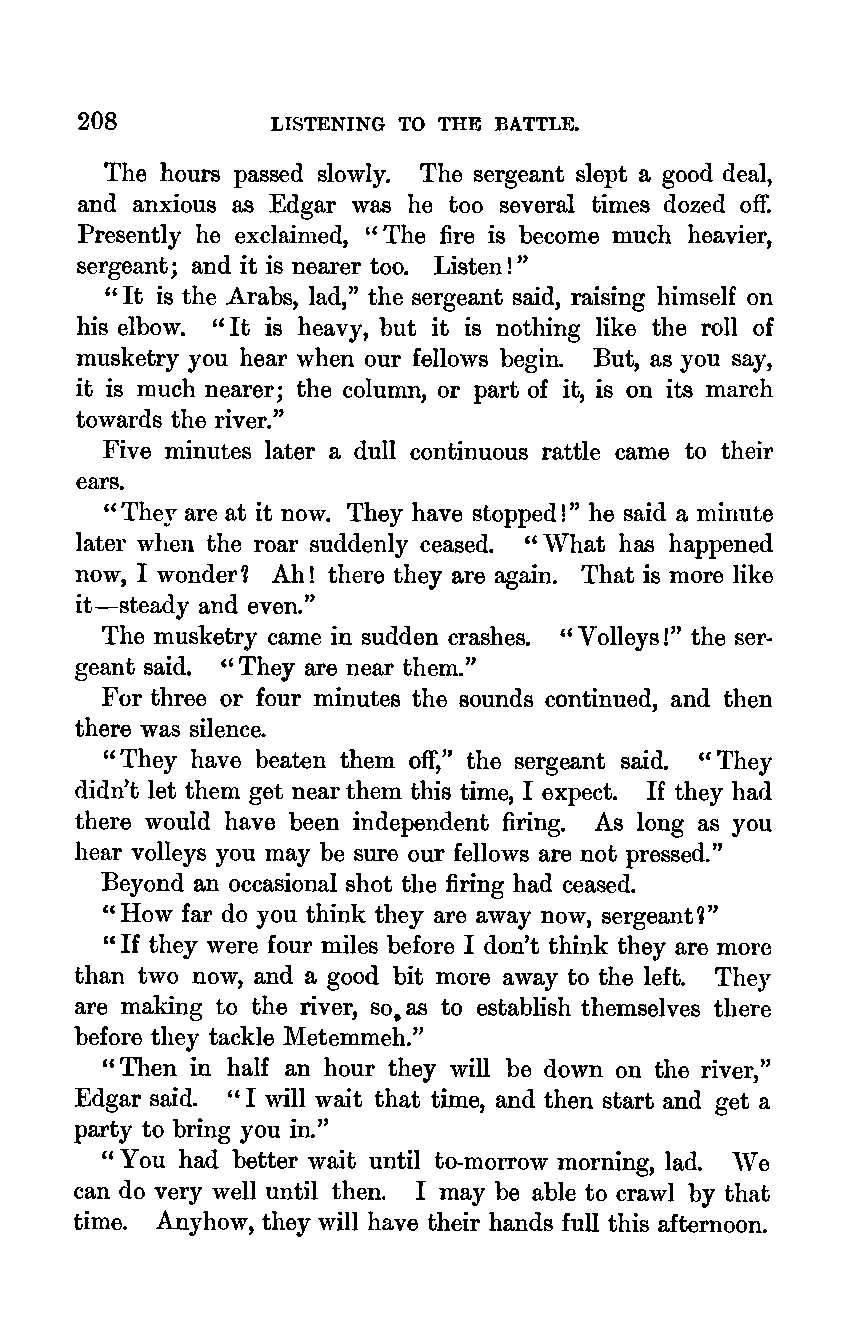 208 LISTENING TO THE BATTLE.
The hours passed slowly. The sergeant slept a good deal,
and anxious as Edgar was he too several times dozed off.
Presently he exclaimed, “The fire is become much heavier,
sergeant; and it is nearer too. Listen!”
“It is the Arabs, lad,” the sergeant said, raising himself on
his elbow. “It is heavy, but it is nothing like the roll of
musketry you hear when our fellows begin. But, as you say,
it is much nearer; the column, or part of it, is on its march
towards the river.”
Five minutes later a dull continuous rattle came to their
ears.
“They are at it now. They have stopped!” he said a minute
later when the roar suddenly ceased. “What has happened
now, I wonder? Ah! there they are again. That is more like
it—steady and even.”
The musketry came in sudden crashes. “Volleys!” the ser-
geant said. “They are near them.”
For three or four minutes the sounds continued, and then
there was silence.
“They have beaten them off,” the sergeant said. “They
didn't let them get near them this time, I expect. If they had
there would have been independent firing. As long as you
hear volleys you may be sure our fellows are not pressed.”
Beyond an occasional shot the firing had ceased.
“How far do you think they are away now, sergeant?”
“If they were four miles before I don't think they are more
than two now, and a good bit more away to the left. They
are making to the river, so as to establish themselves there
before they tackle Metemmeh.”
“Then in half an hour they will be down on the river,”
Edgar said. “I will wait that time, and then start and get a
party to bring you in.”
“You had better wait until to-morrow morning, lad. We
can do very well until then. I may be able to crawl by that
time. Anyhow, they will have their hands full this afternoon.